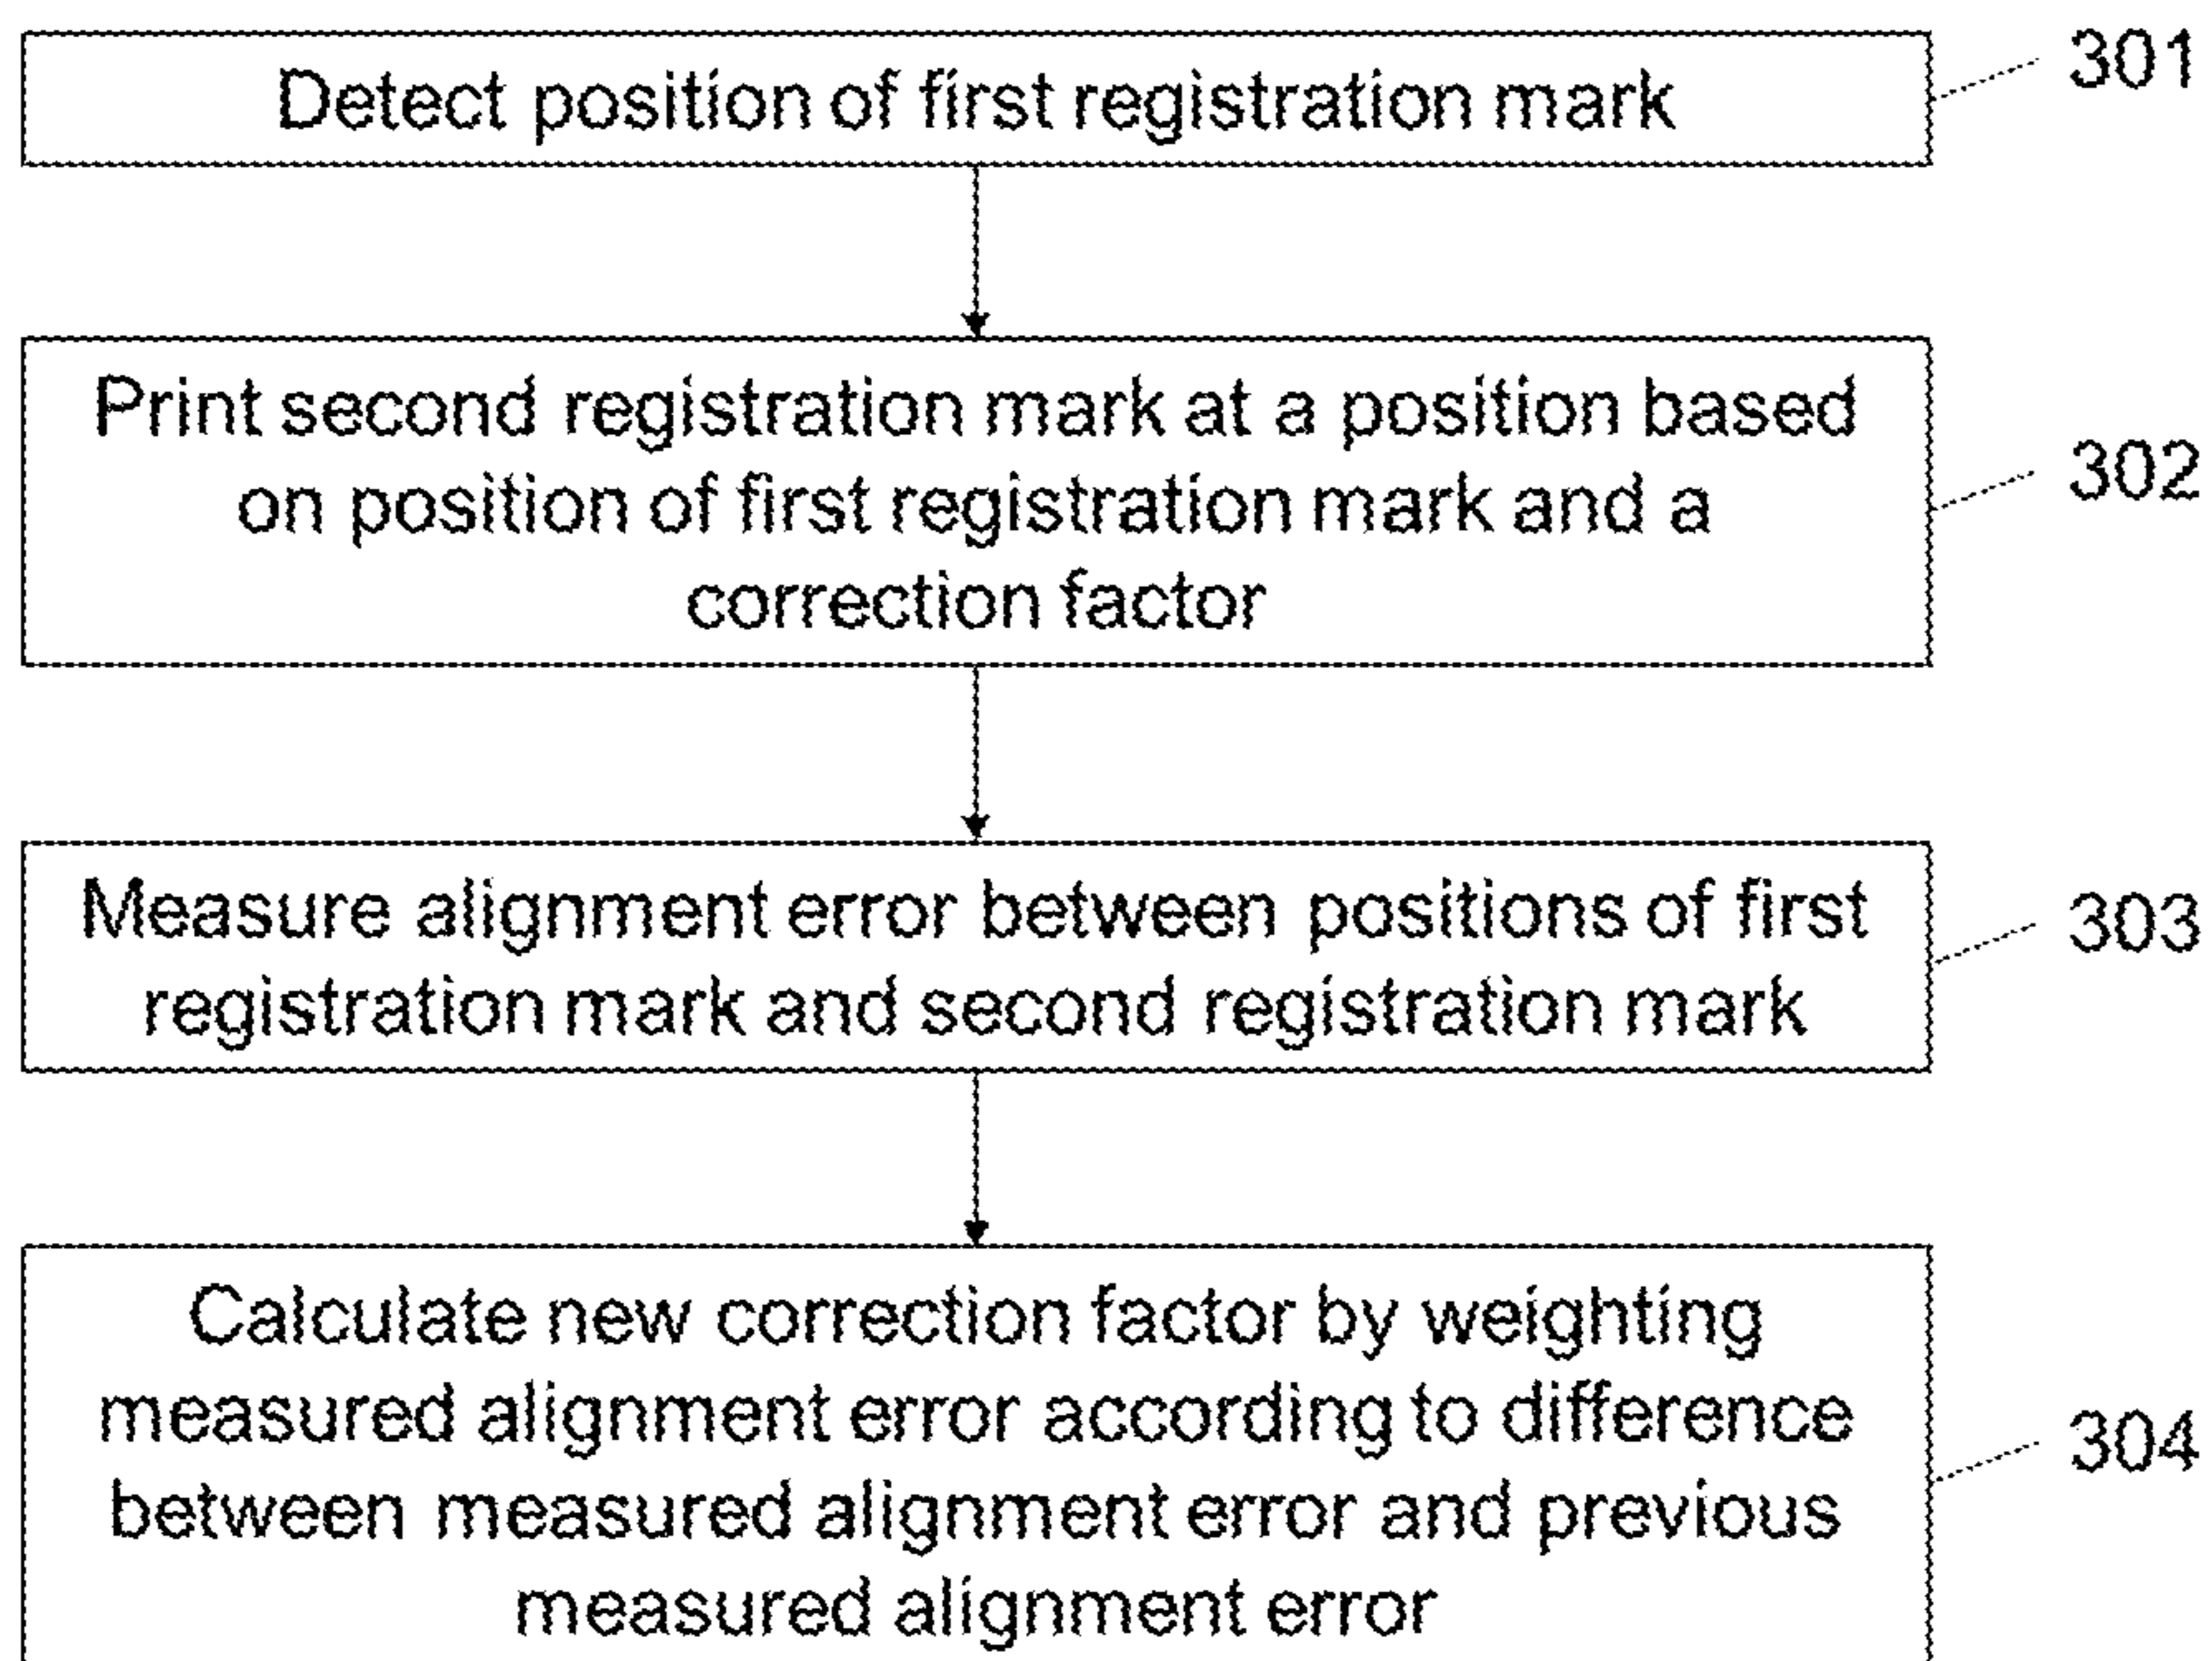 Detect position of first registration mark
301
Print second registration mark at a position based
on position of first registration mark and a
correction factor
302
Measure alignment error between positions of first
registration mark and second registration mark
303
Calculate new correction factor by weighting
measured alignment error according to difference
between measured alignment error and previous
measured alignment error
304